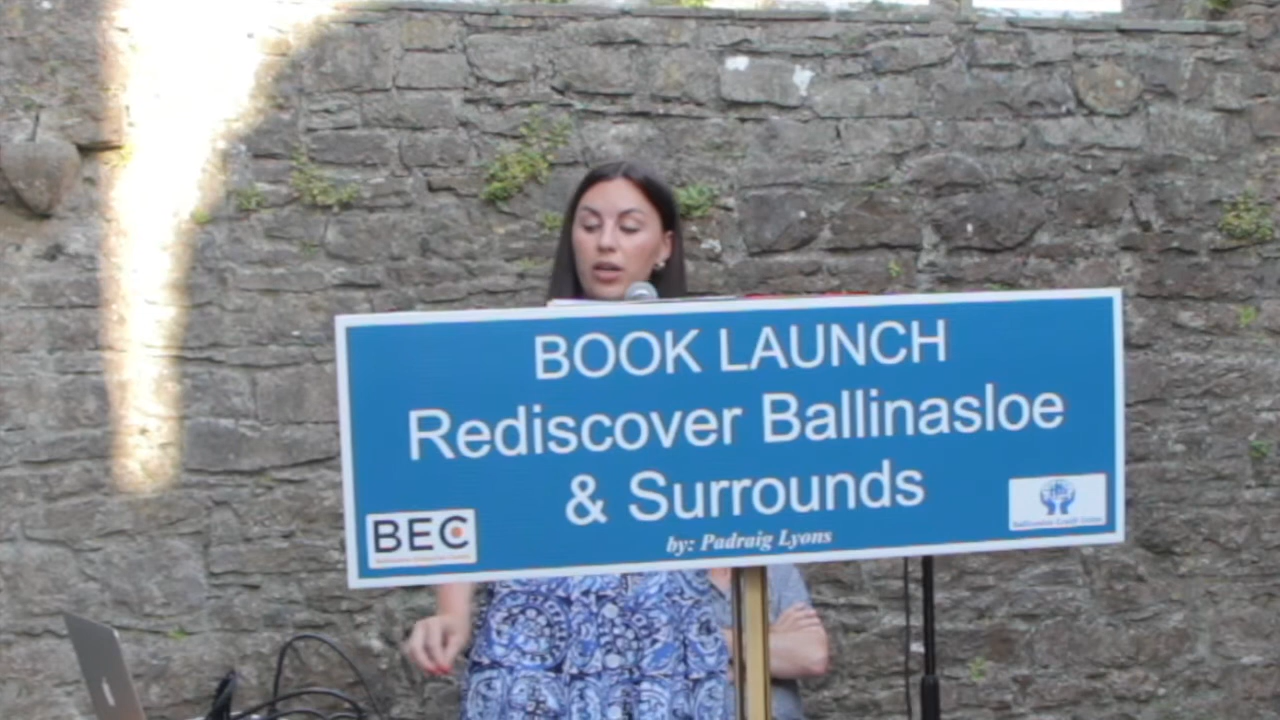 BOOK LAUNCH
Rediscover Ballinasloe
& Surrounds
by: Padraig Lyons
BEC